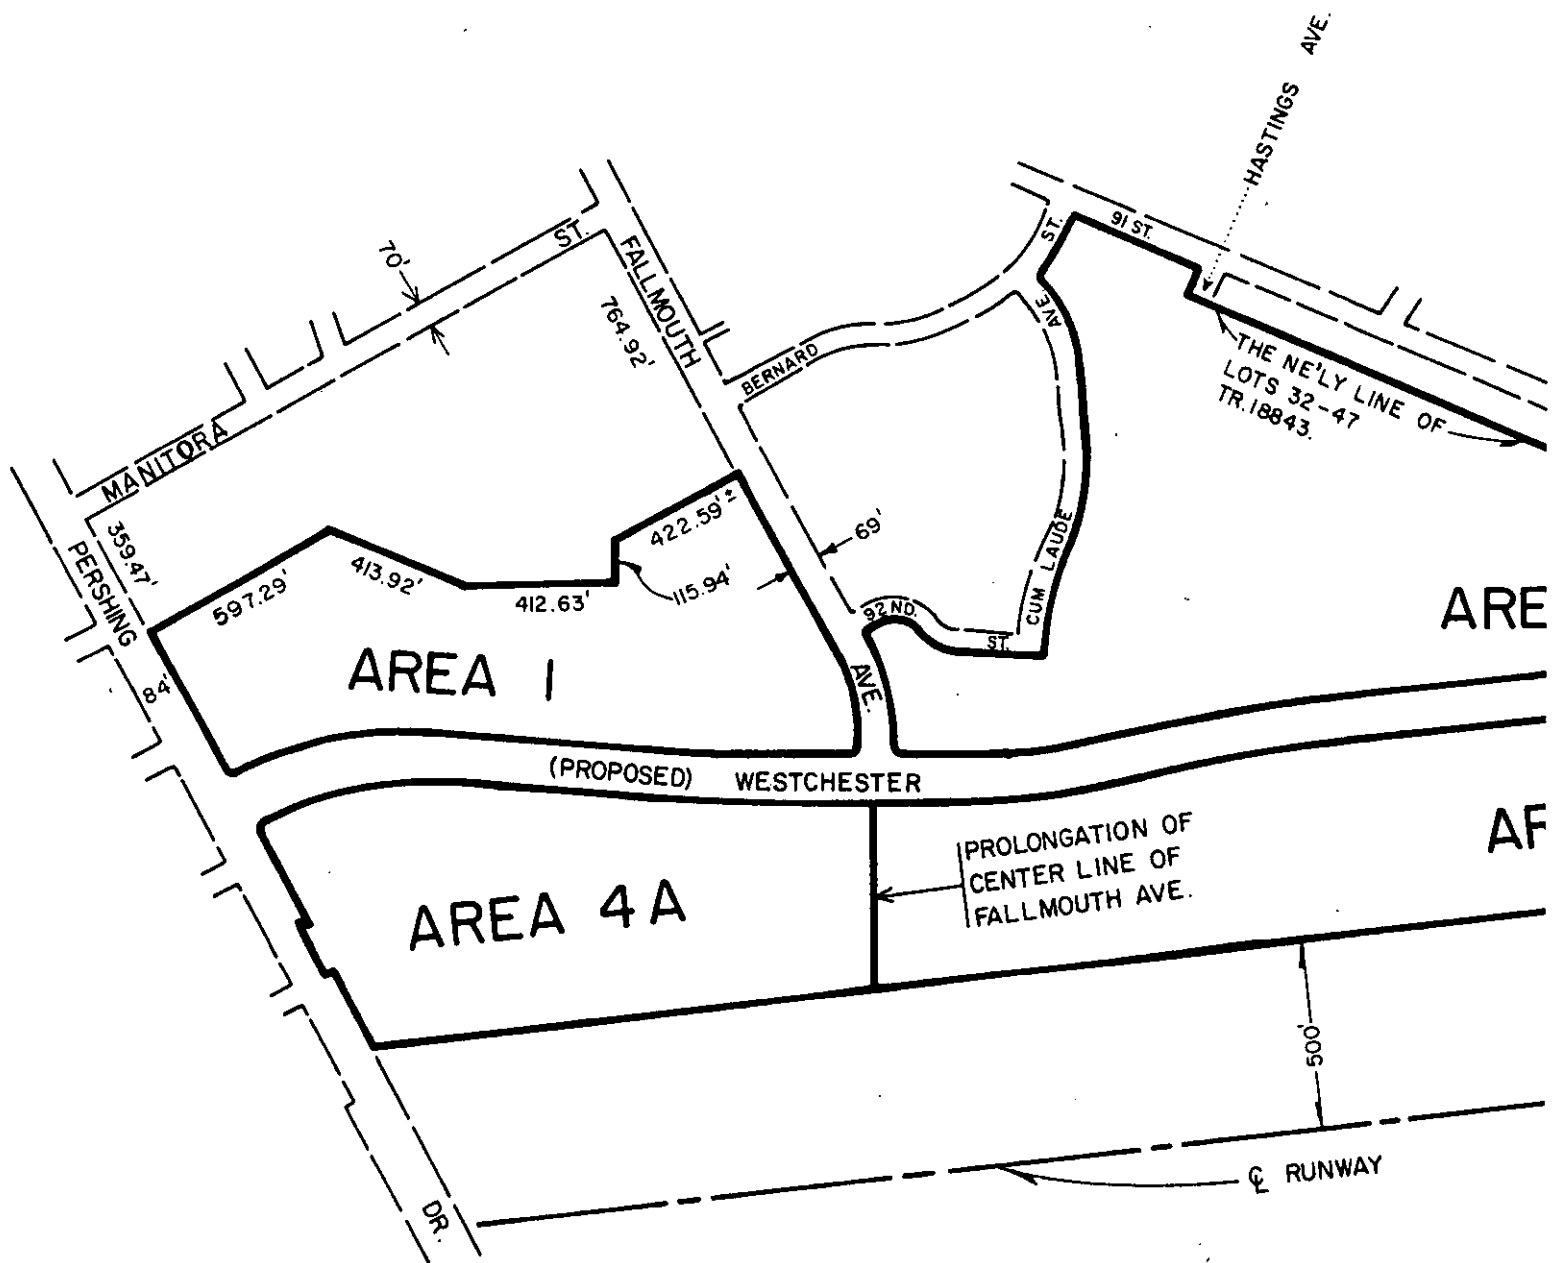 HASTINGS AVE.
91 ST.
ST.
FALLMOUTH
70'
ST.
AVE.
764.92'
BERNARD
THE NE'LY LINE OF
LOTS 32-47
TR.18843.
MANITORA
359.47'
PERSHING
597.29'
413.92'
412.63'
422.59'±
115.94'
69'
CUM LAUDE
92ND.
ST.
ARE
AREA 1
84'
AVE.
(PROPOSED) WESTCHESTER
PROLONGATION OF
CENTER LINE OF
FALLMOUTH AVE.
AREA 4A
500'
℄ RUNWAY
DR.